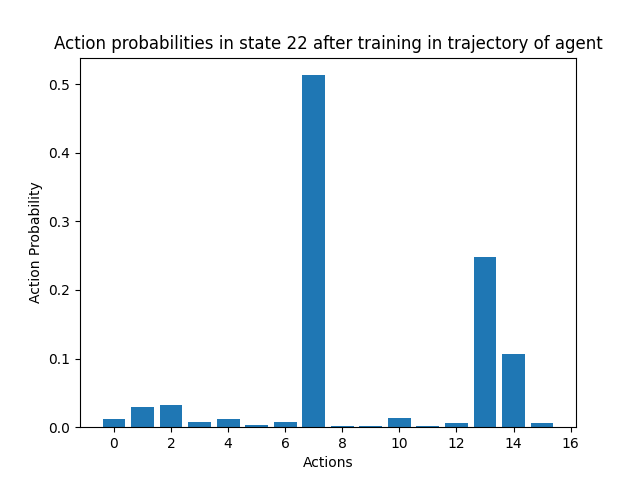 Action probabilities in state 22 after training in trajectory of agent
0.5
0.4
0.3
0.2
0.1
0.0
Action Probability
0 2 4 6 8 10 12 14 16
Actions